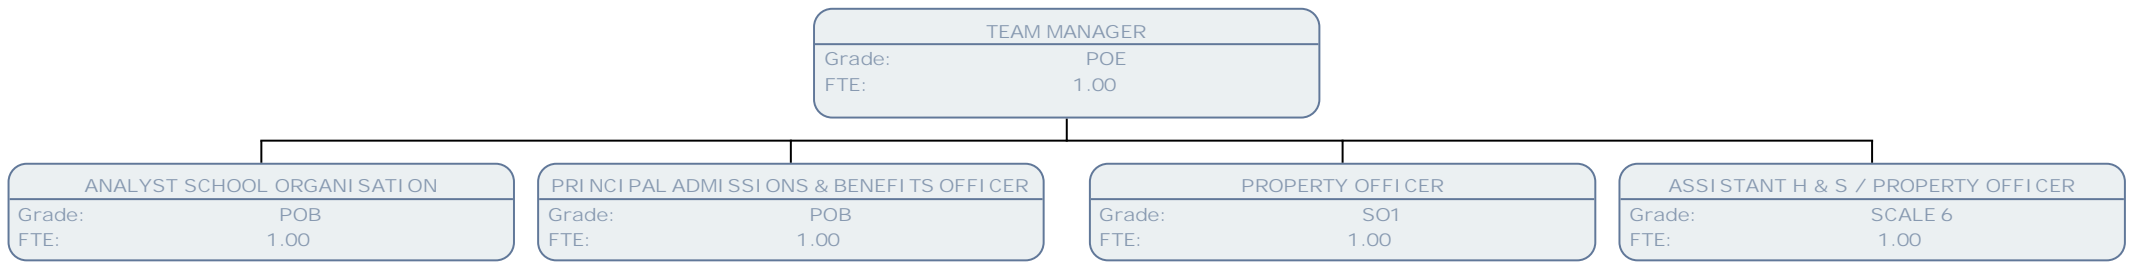 TEAM MANAGER
Grade: POE
FTE: 1.00
ANALYST SCHOOL ORGANISATION
Grade: POB
FTE: 1.00
PRINCIPAL ADMISSIONS & BENEFITS OFFICER
Grade: POB
FTE: 1.00
PROPERTY OFFICER
Grade: SO1
FTE: 1.00
ASSISTANT H & S / PROPERTY OFFICER
Grade: SCALE 6
FTE: 1.00